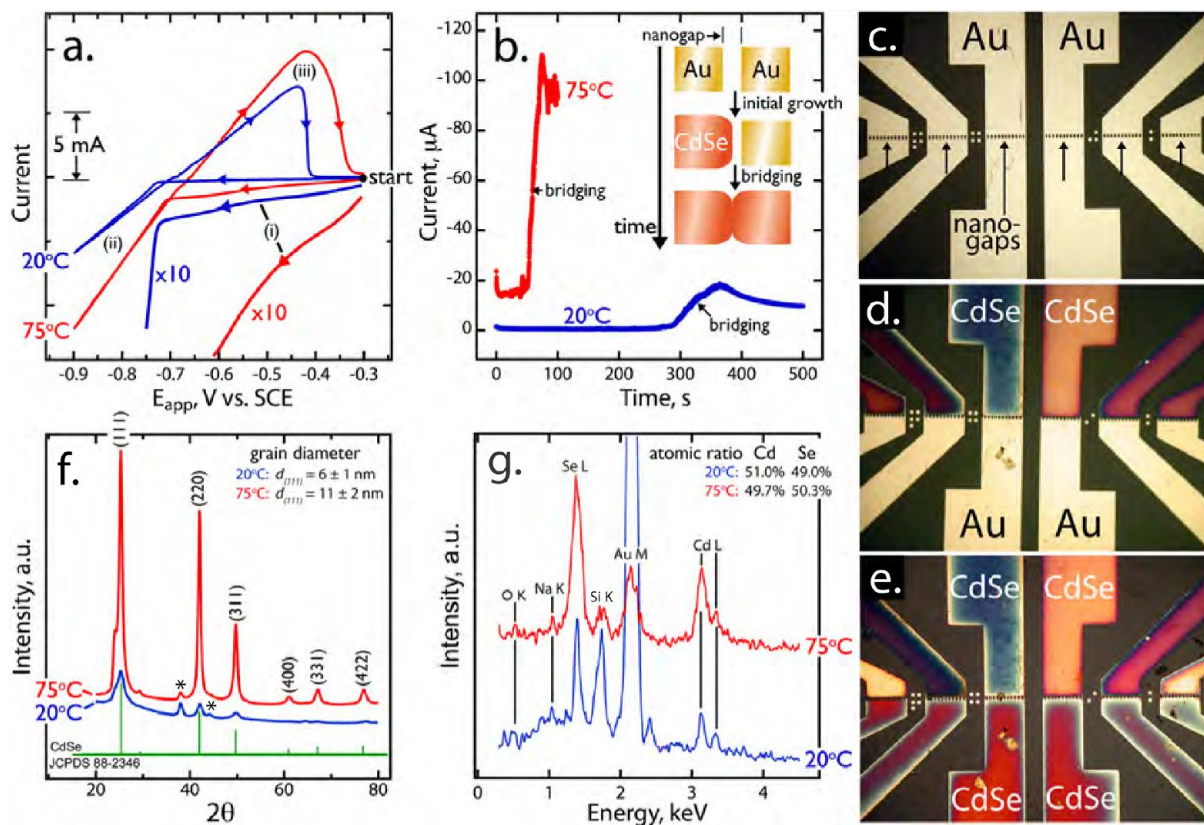 a.
Current
5 mA
(iii)
start
(i)
(ii)
20°C
x10
75°C
x10
-0.9 -0.8 -0.7 -0.6 -0.5 -0.4 -0.3
E_app, V vs. SCE
b.
Current, μA
-120
-100
-80
-60
-40
-20
0
75°C
bridging
20°C
bridging
nanogap
Au Au
initial growth
CdSe
bridging
time
0 100 200 300 400 500
Time, s
c.
Au Au
nano-
gaps
d.
CdSe CdSe
Au Au
e.
CdSe CdSe
CdSe CdSe
f.
Intensity, a.u.
(111)
grain diameter
20°C: d_(111) = 6 ± 1 nm
75°C: d_(111) = 11 ± 2 nm
(220)
(311)
(400)
(331)
(422)
75°C
* *
20°C
CdSe
JCPDS 88-2346
20 40 60 80
2θ
g.
Intensity, a.u.
atomic ratio Cd Se
20°C: 51.0% 49.0%
75°C: 49.7% 50.3%
Se L
O K
Na K
Si K
Au M
Cd L
75°C
20°C
1 2 3 4
Energy, keV